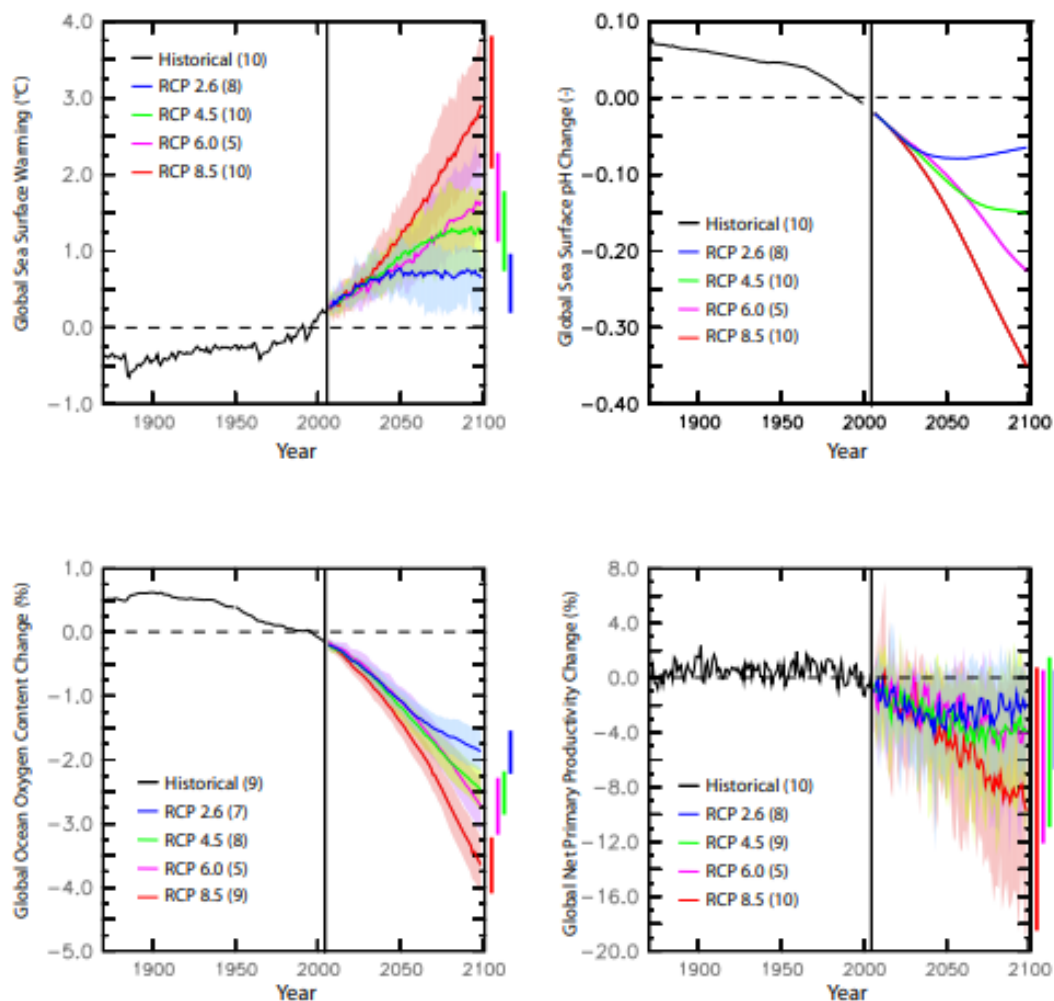 Global Sea Surface Warming (°C)
4.0
3.0
2.0
1.0
0.0
−1.0
Historical (10)
RCP 2.6 (8)
RCP 4.5 (10)
RCP 6.0 (5)
RCP 8.5 (10)
1900 1950 2000 2050 2100
Year
Global Sea Surface pH Change (-)
0.10
0.00
−0.10
−0.20
−0.30
−0.40
Historical (10)
RCP 2.6 (8)
RCP 4.5 (10)
RCP 6.0 (5)
RCP 8.5 (10)
1900 1950 2000 2050 2100
Year
Global Ocean Oxygen Content Change (%)
1.0
0.0
−1.0
−2.0
−3.0
−4.0
−5.0
Historical (9)
RCP 2.6 (7)
RCP 4.5 (8)
RCP 6.0 (5)
RCP 8.5 (9)
1900 1950 2000 2050 2100
Year
Global Net Primary Productivity Change (%)
8.0
4.0
0.0
−4.0
−8.0
−12.0
−16.0
−20.0
Historical (10)
RCP 2.6 (8)
RCP 4.5 (9)
RCP 6.0 (5)
RCP 8.5 (10)
1900 1950 2000 2050 2100
Year